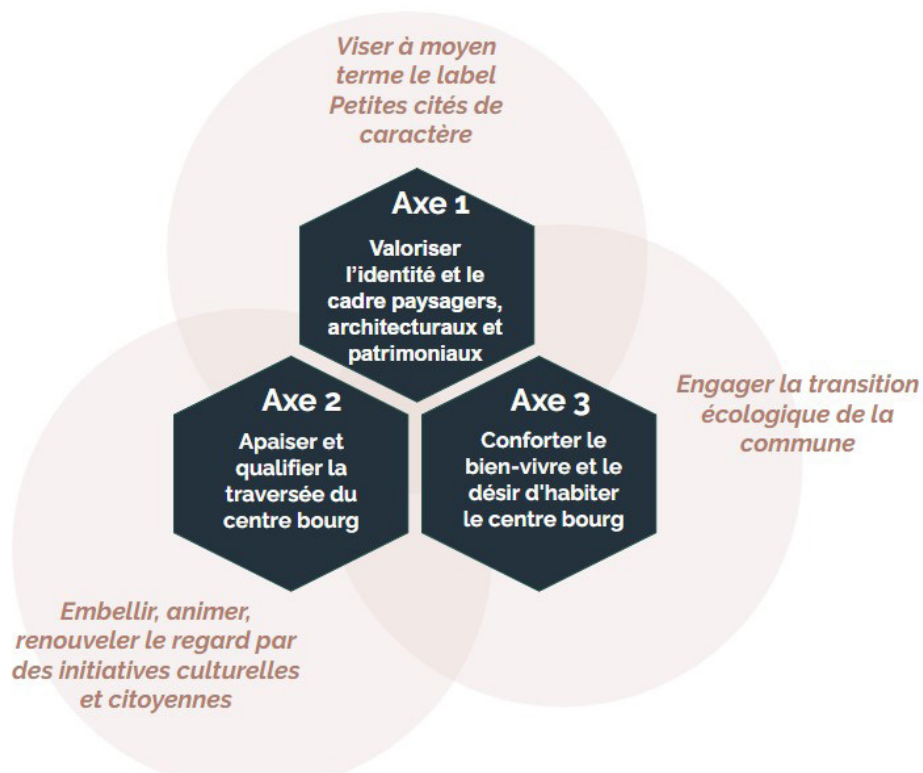 Viser à moyen
terme le label
Petites cités de
caractère
Axe 1
Valoriser
l'identité et le
cadre paysagers,
architecturaux et
patrimoniaux
Axe 2
Apaiser et
qualifier la
traversée du
centre bourg
Axe 3
Conforter le
bien-vivre et le
désir d'habiter
le centre bourg
Engager la transition
écologique de la
commune
Embellir, animer,
renouveler le regard par
des initiatives culturelles
et citoyennes